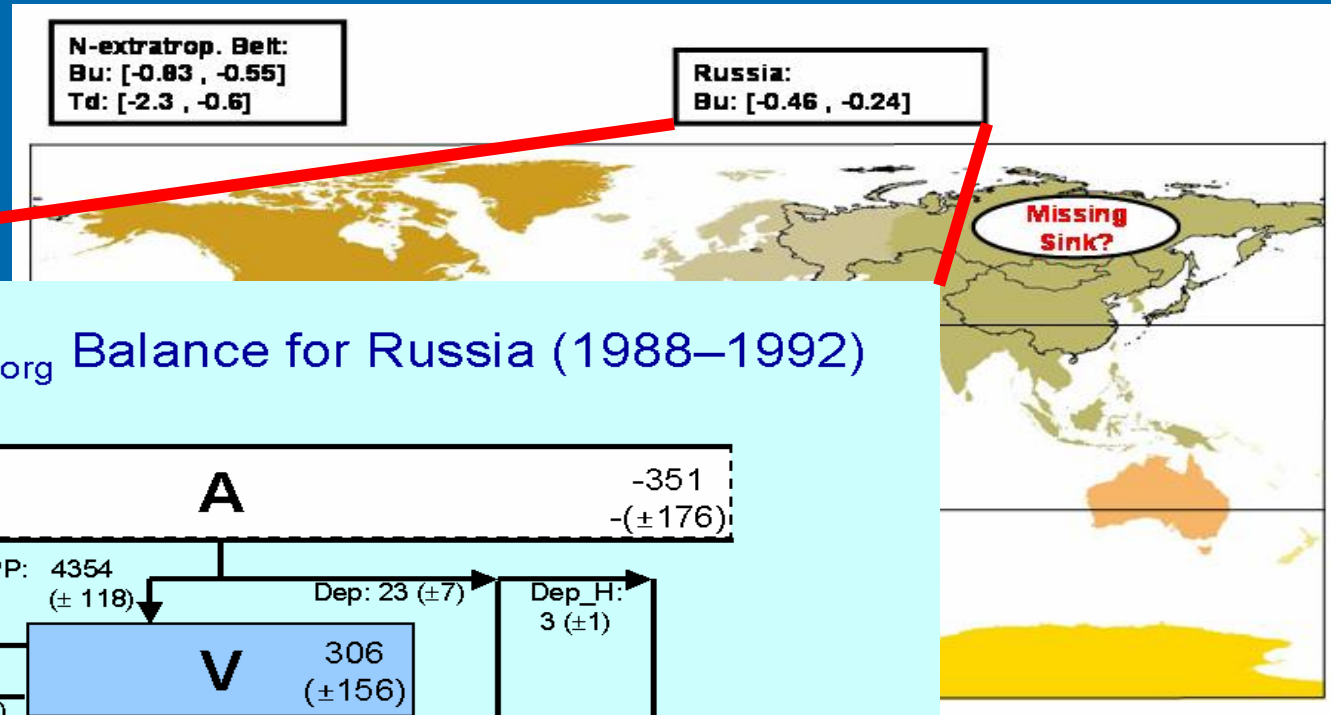 N-extratrop. Belt:
Bu: [-0.83 , -0.55]
Td: [-2.3 , -0.6]
Russia:
Bu: [-0.46 , -0.24]
Missing
Sink?
org Balance for Russia (1988–1992)
A
-351
-(±176)
P: 4354
(± 118)
Dep: 23 (±7)
Dep_H:
3 (±1)
V
306
(±156)
)